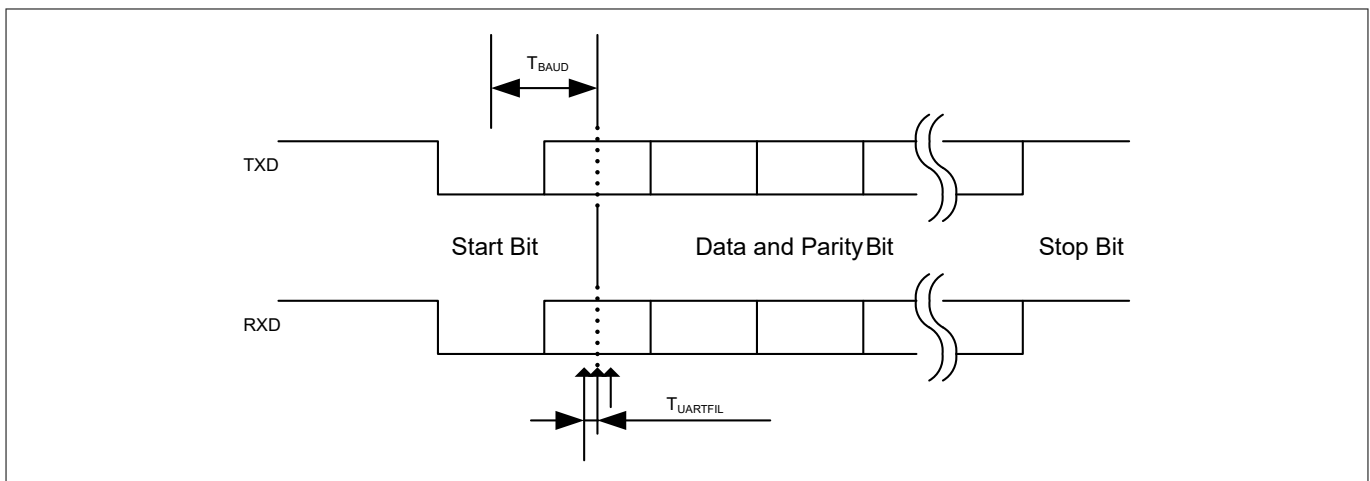 TBAUD
TXD
Start Bit Data and Parity Bit Stop Bit
RXD
TUARTFIL